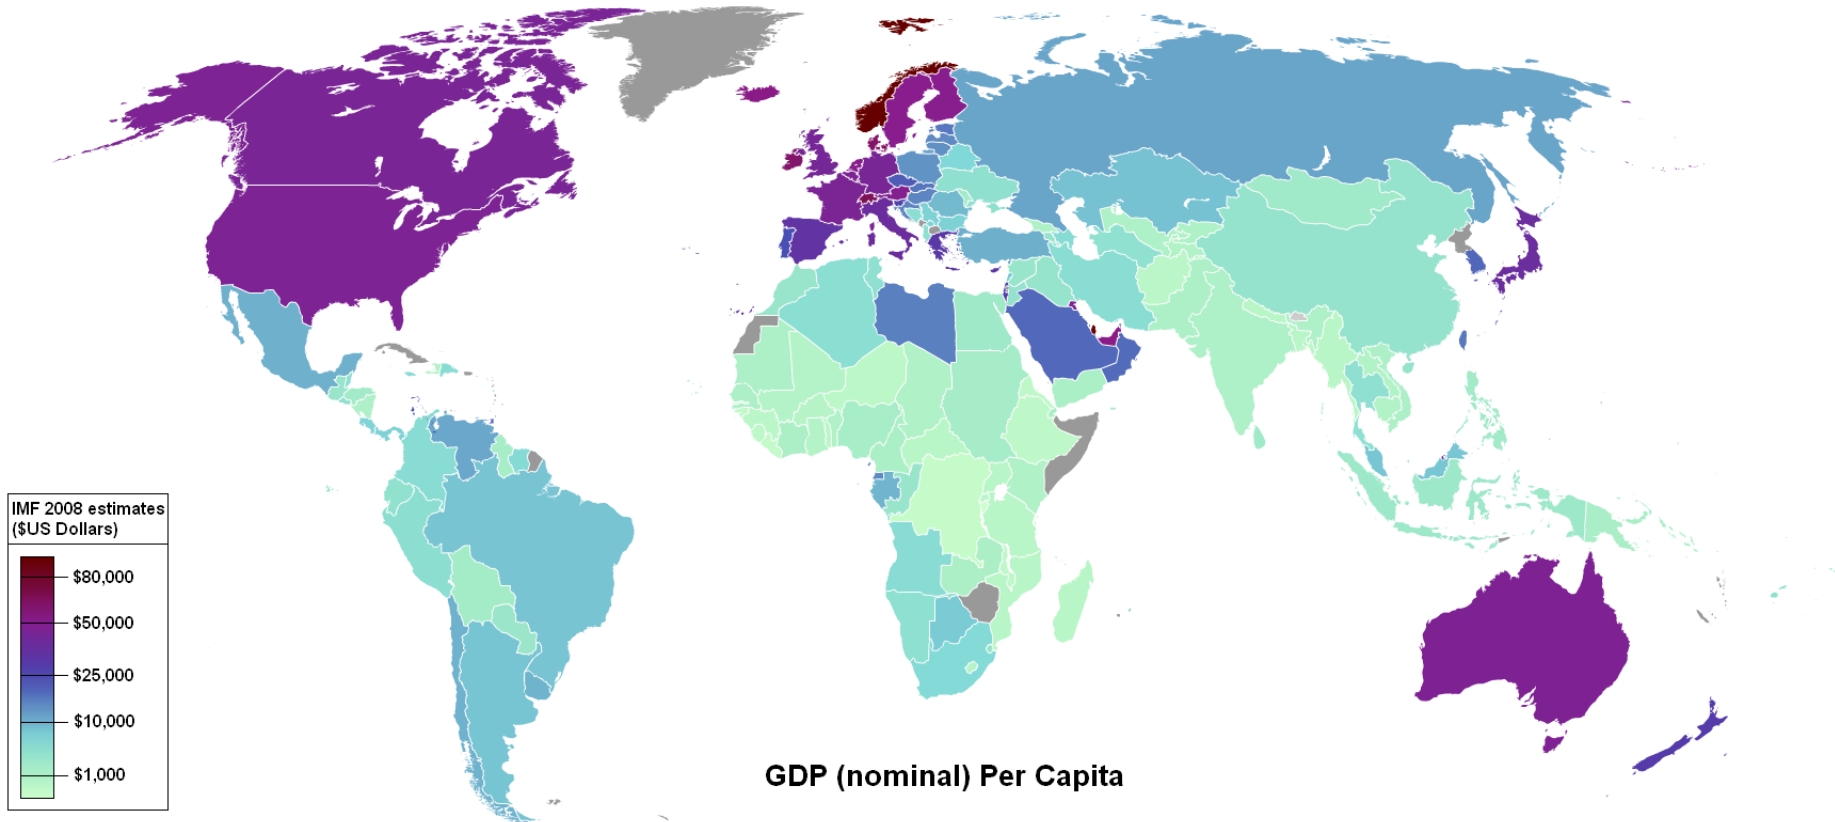 IMF 2008 estimates
($US Dollars)
$80,000
$50,000
$25,000
$10,000
$1,000
GDP (nominal) Per Capita